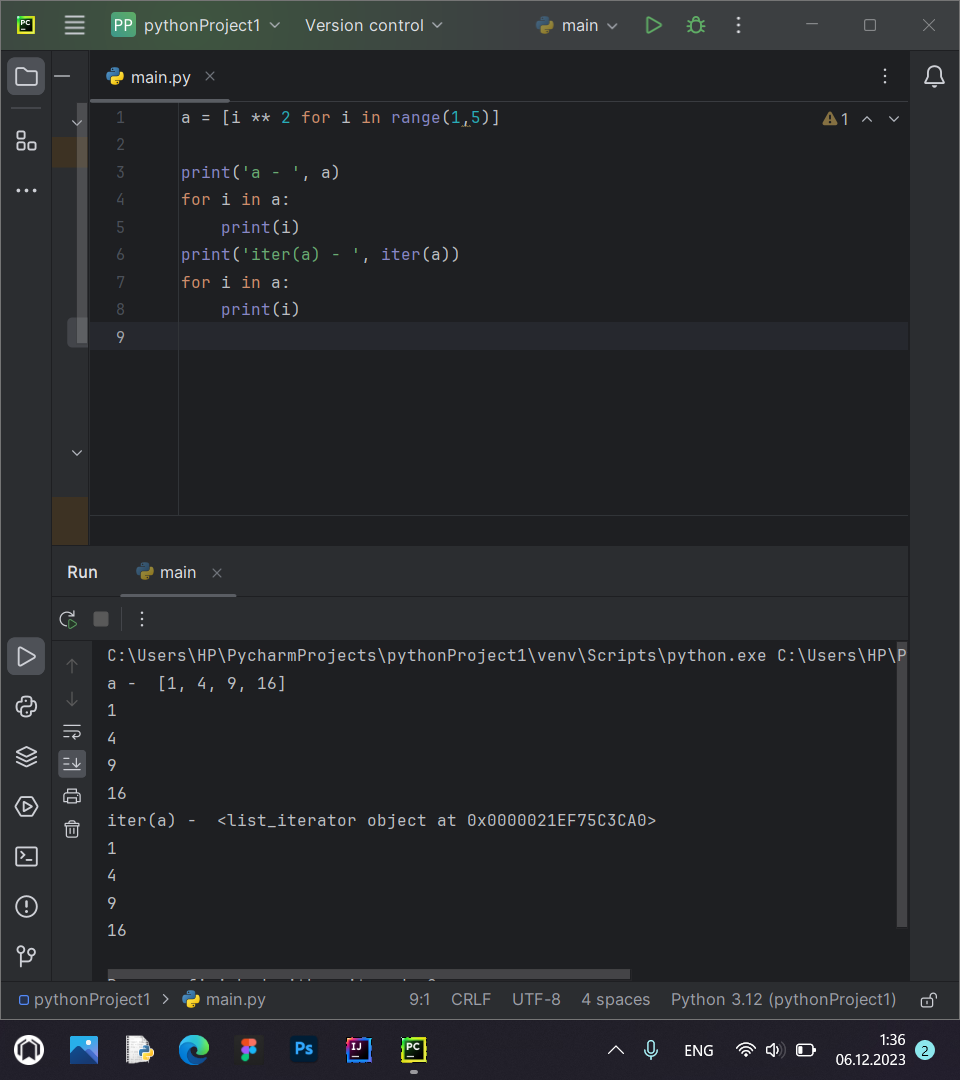 PC PP pythonProject1 Version control main
main.py
1 a = [i ** 2 for i in range(1,5)] 1
2
3 print('a - ', a)
4 for i in a:
5     print(i)
6 print('iter(a) - ', iter(a))
7 for i in a:
8     print(i)
9
Run main
C:\Users\HP\PycharmProjects\pythonProject1\venv\Scripts\python.exe C:\Users\HP\P
a -  [1, 4, 9, 16]
1
4
9
16
iter(a) -  <list_iterator object at 0x0000021EF75C3CA0>
1
4
9
16
pythonProject1 main.py 9:1 CRLF UTF-8 4 spaces Python 3.12 (pythonProject1)
Ps IJ PC ENG 1:36
06.12.2023 2